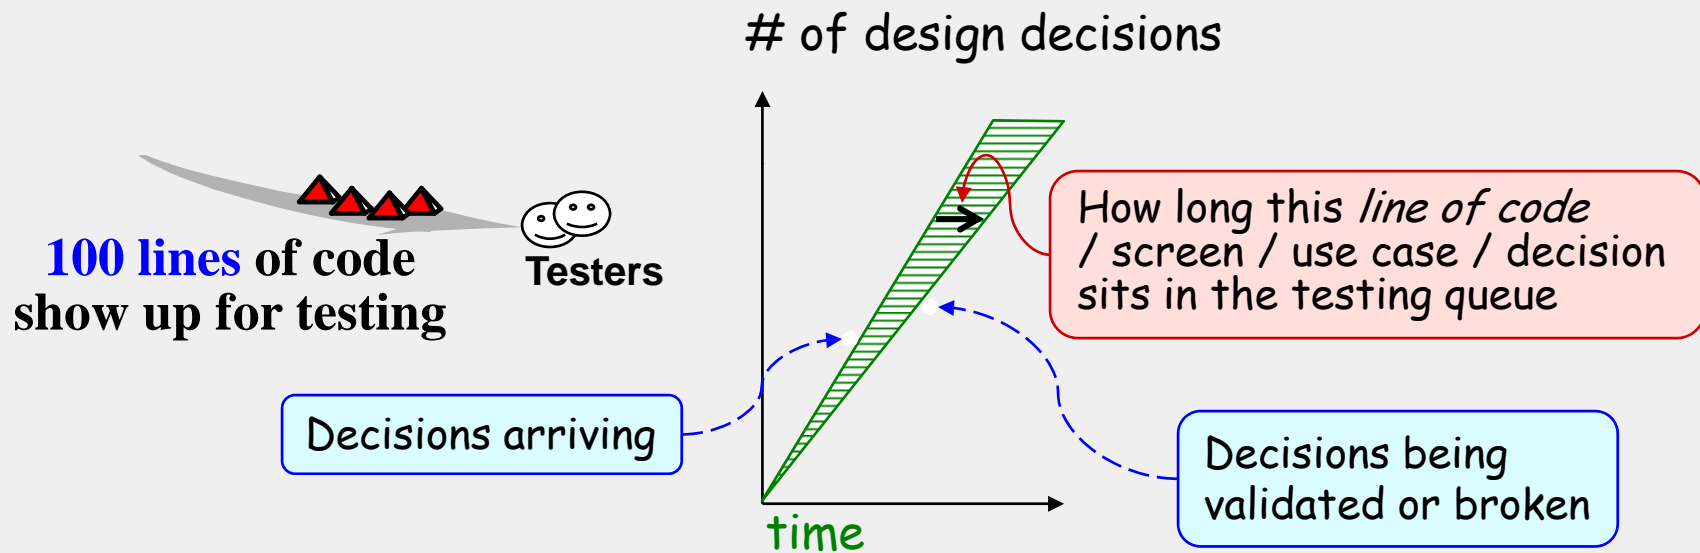 # of design decisions
100 lines of code
show up for testing
Testers
How long this line of code
/ screen / use case / decision
sits in the testing queue
Decisions arriving
Decisions being
validated or broken
time